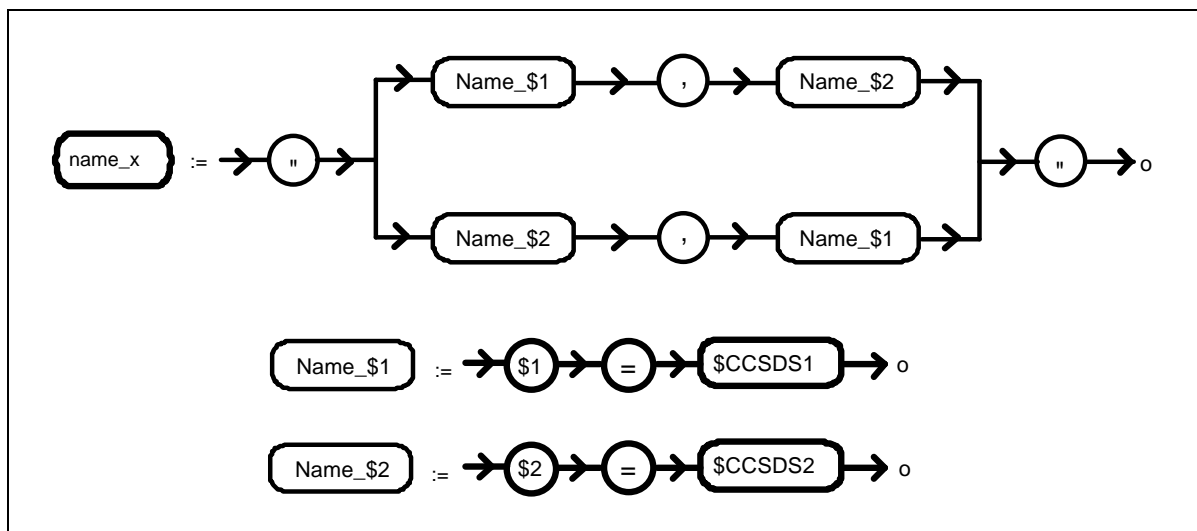 Name_$1 , Name_$2
name_x := " " o
Name_$2 , Name_$1
Name_$1 := $1 = $CCSDS1 o
Name_$2 := $2 = $CCSDS2 o